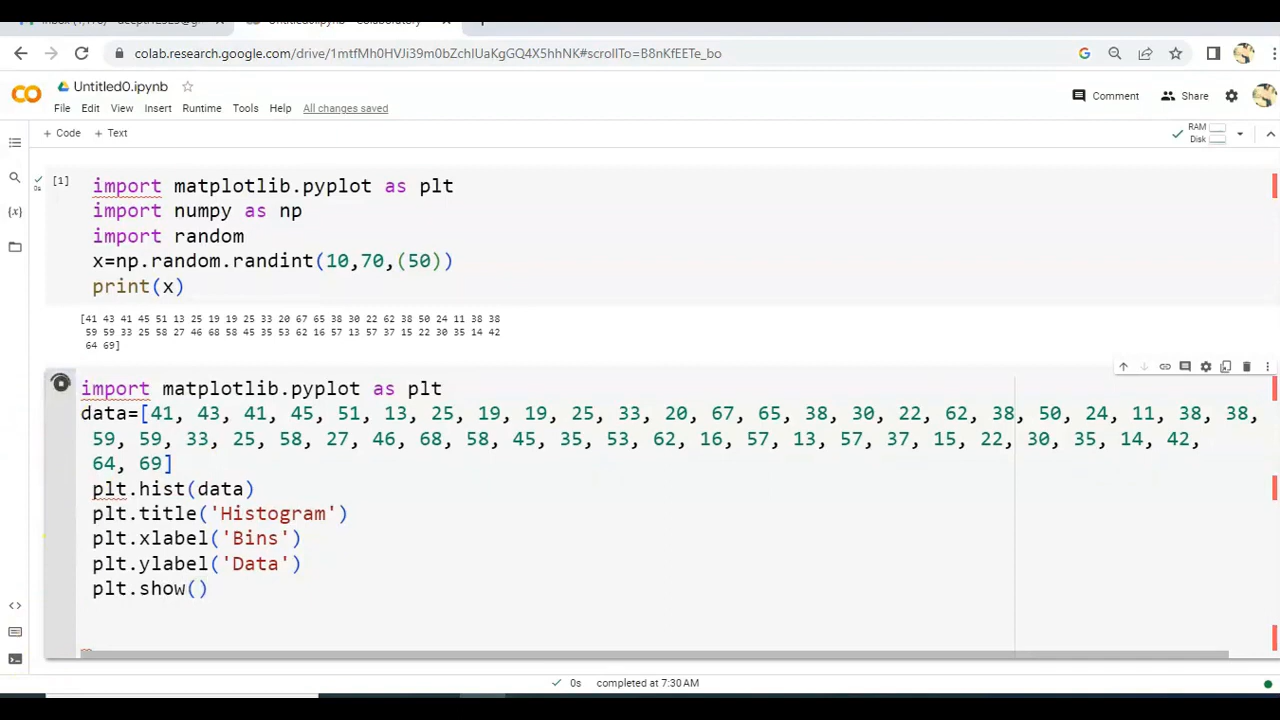 colab.research.google.com/drive/1mtfMh0HVJi39m0bZchIUaKgGQ4X5hhNK#scrollTo=B8nKfEETe_bo
Untitled0.ipynb
File Edit View Insert Runtime Tools Help All changes saved
Comment Share
+ Code + Text
RAM
Disk
[1]
0s
import matplotlib.pyplot as plt
import numpy as np
import random
x=np.random.randint(10,70,(50))
print(x)
[41 43 41 45 51 13 25 19 19 25 33 20 67 65 38 30 22 62 38 50 24 11 38 38
59 59 33 25 58 27 46 68 58 45 35 53 62 16 57 13 57 37 15 22 30 35 14 42
64 69]
import matplotlib.pyplot as plt
data=[41, 43, 41, 45, 51, 13, 25, 19, 19, 25, 33, 20, 67, 65, 38, 30, 22, 62, 38, 50, 24, 11, 38, 38,
59, 59, 33, 25, 58, 27, 46, 68, 58, 45, 35, 53, 62, 16, 57, 13, 57, 37, 15, 22, 30, 35, 14, 42,
64, 69]
plt.hist(data)
plt.title('Histogram')
plt.xlabel('Bins')
plt.ylabel('Data')
plt.show()
0s completed at 7:30 AM